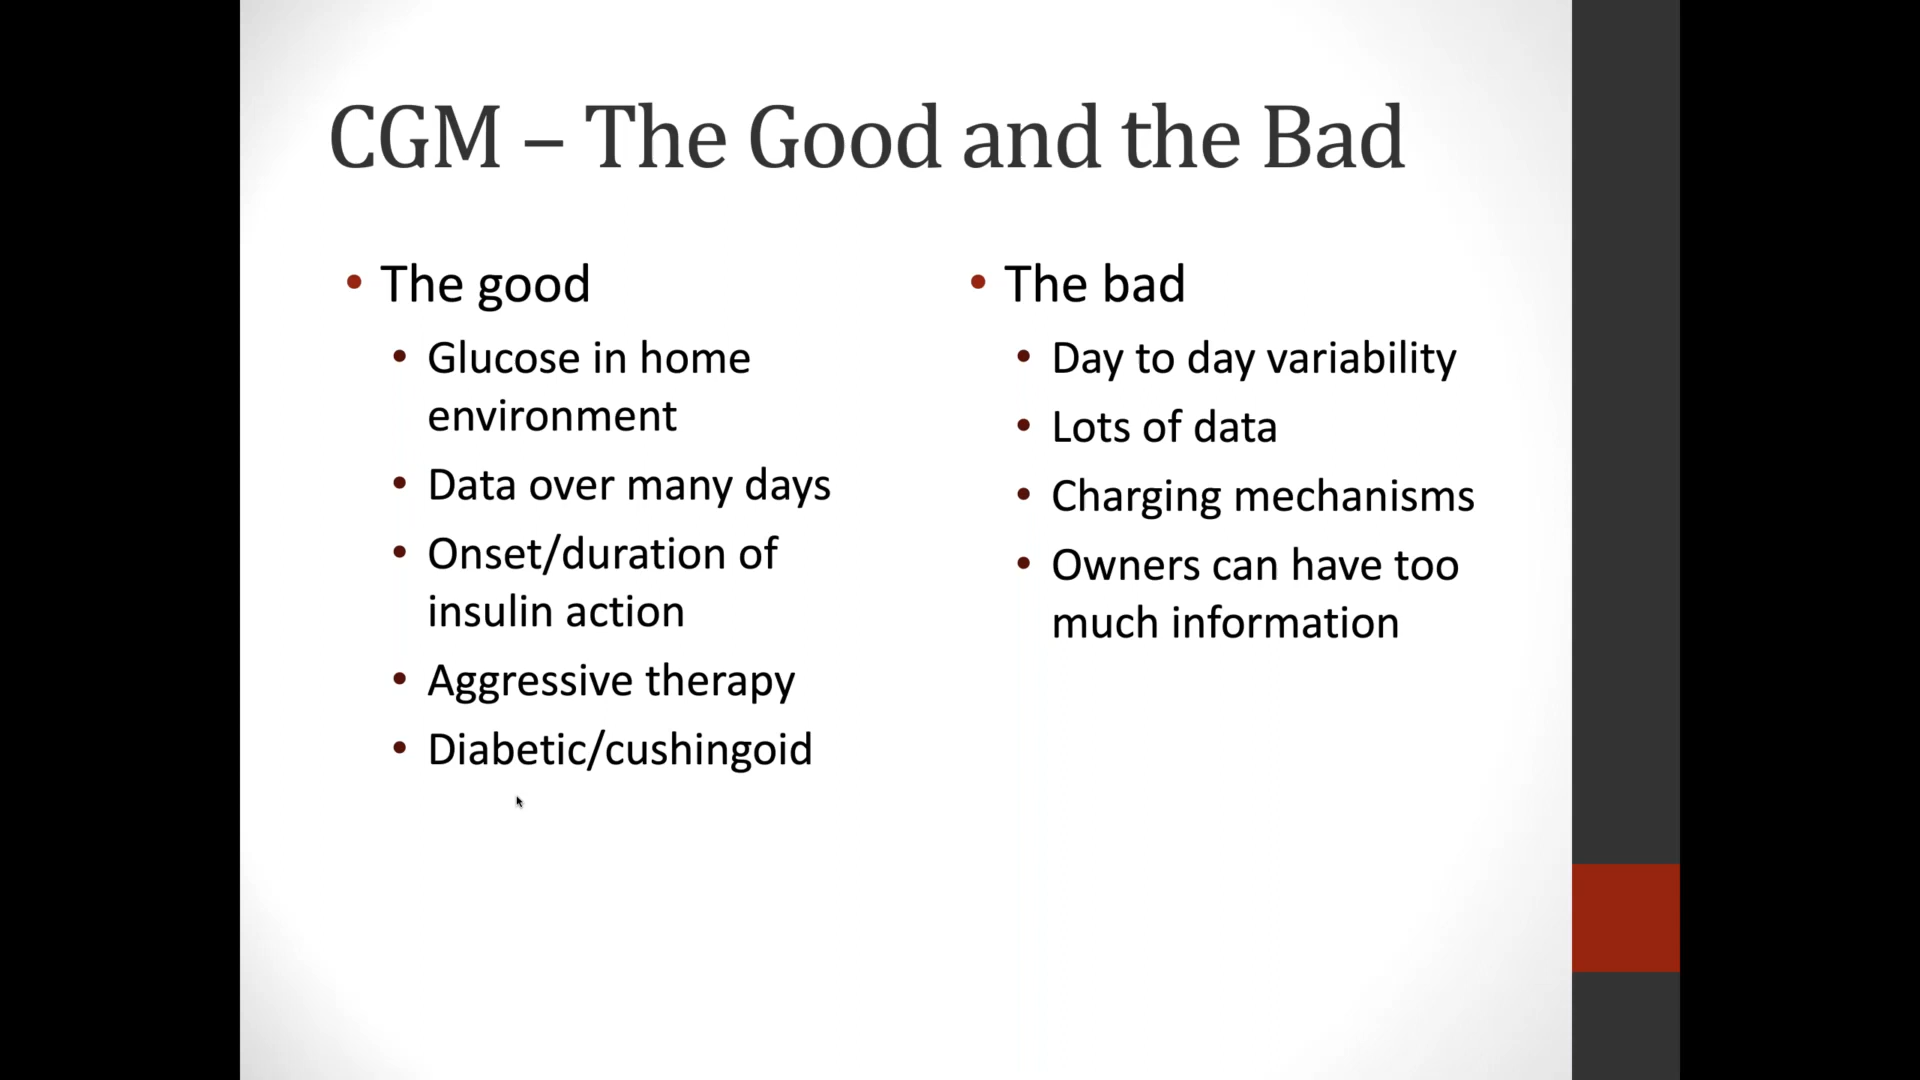 CGM – The Good and the Bad
• The good
• Glucose in home
environment
• Data over many days
• Onset/duration of
insulin action
• Aggressive therapy
• Diabetic/cushingoid
• The bad
• Day to day variability
• Lots of data
• Charging mechanisms
• Owners can have too
much information